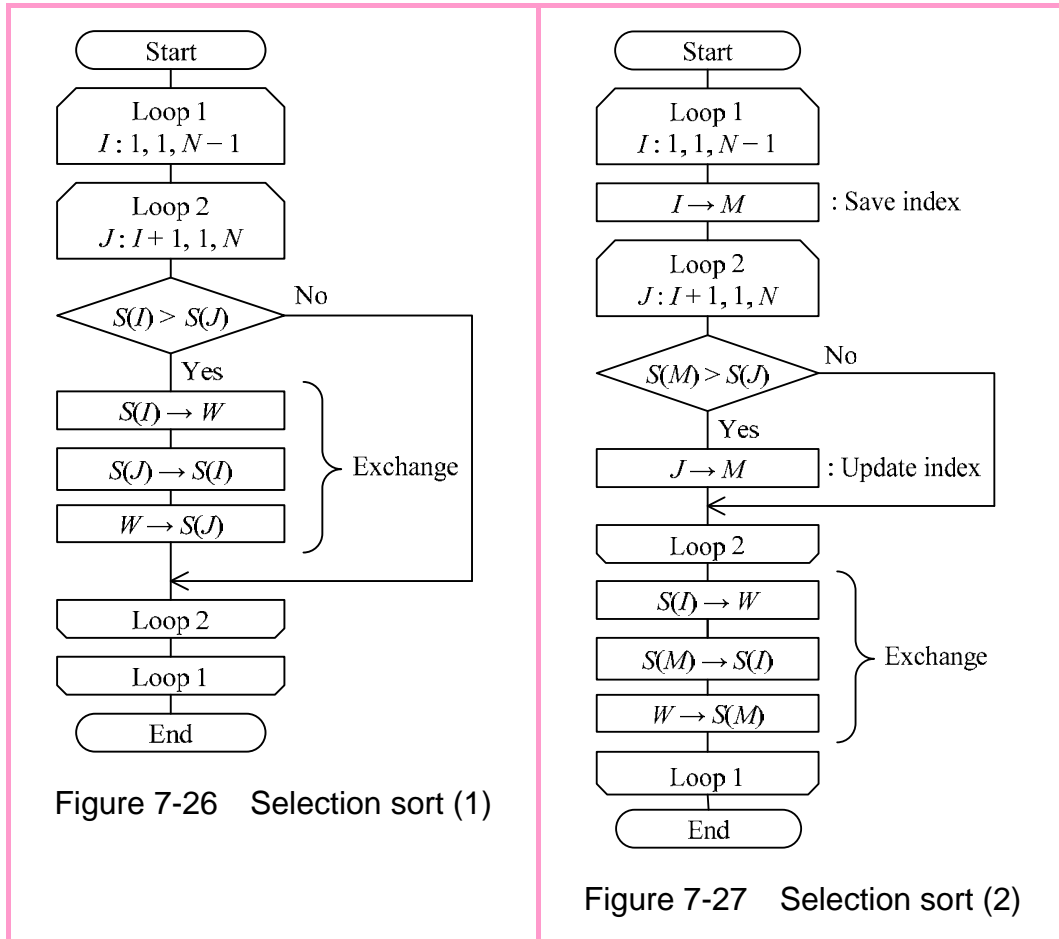 Start
Loop 1
I : 1, 1, N − 1
Loop 2
J : I + 1, 1, N
S(I) > S(J)
No
Yes
S(I) → W
S(J) → S(I)
W → S(J)
Exchange
Loop 2
Loop 1
End
Figure 7-26 Selection sort (1)
Start
Loop 1
I : 1, 1, N − 1
I → M
: Save index
Loop 2
J : I + 1, 1, N
S(M) > S(J)
No
Yes
J → M
: Update index
Loop 2
S(I) → W
S(M) → S(I)
W → S(M)
Exchange
Loop 1
End
Figure 7-27 Selection sort (2)